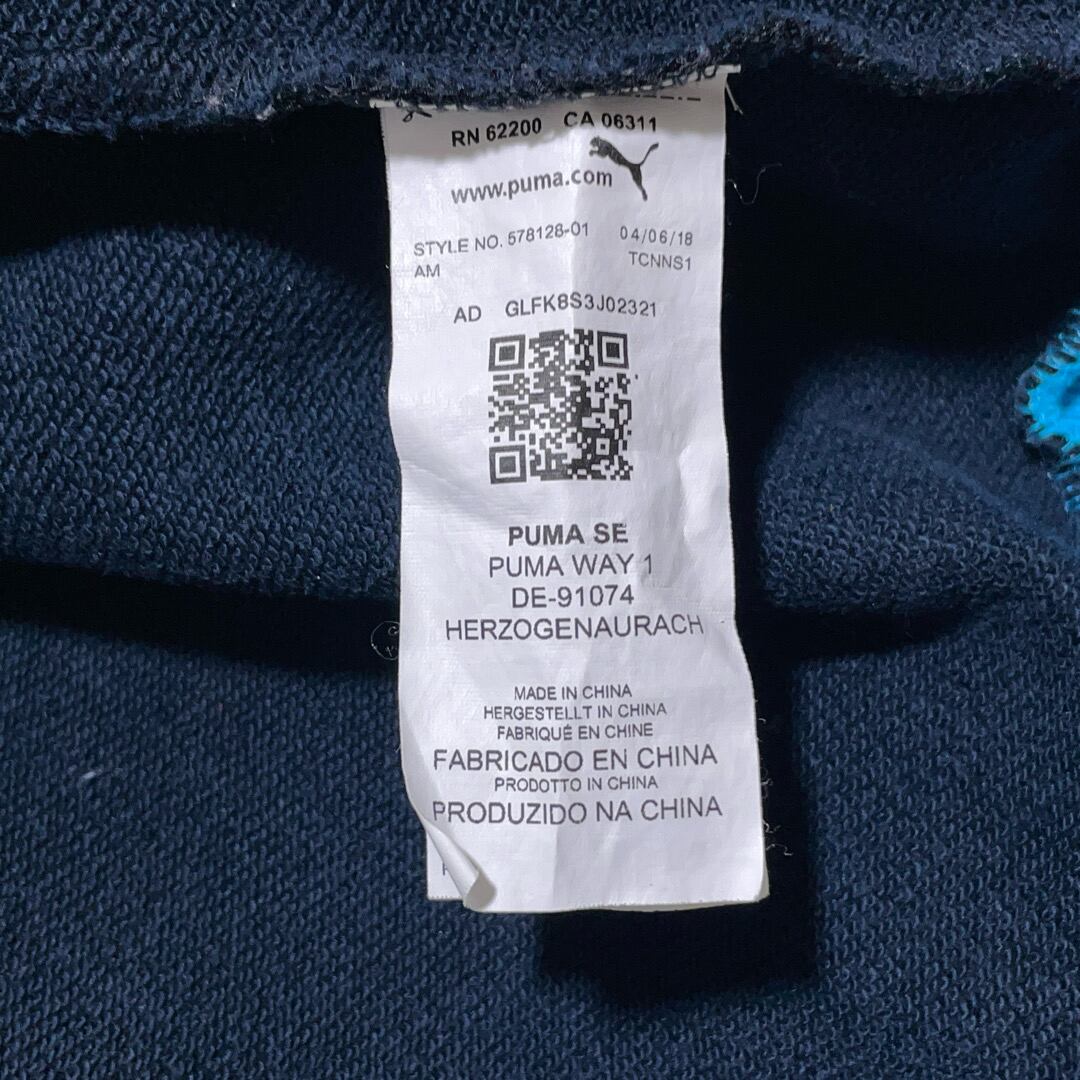 RN 62200 CA 06311
www.puma.com
STYLE NO. 578128-01 04/06/18
AM TCNNS1
AD GLFK8S3J02321
PUMA SE
PUMA WAY 1
DE-91074
HERZOGENAURACH
MADE IN CHINA
HERGESTELLT IN CHINA
FABRIQUÉ EN CHINE
FABRICADO EN CHINA
PRODOTTO IN CHINA
PRODUZIDO NA CHINA